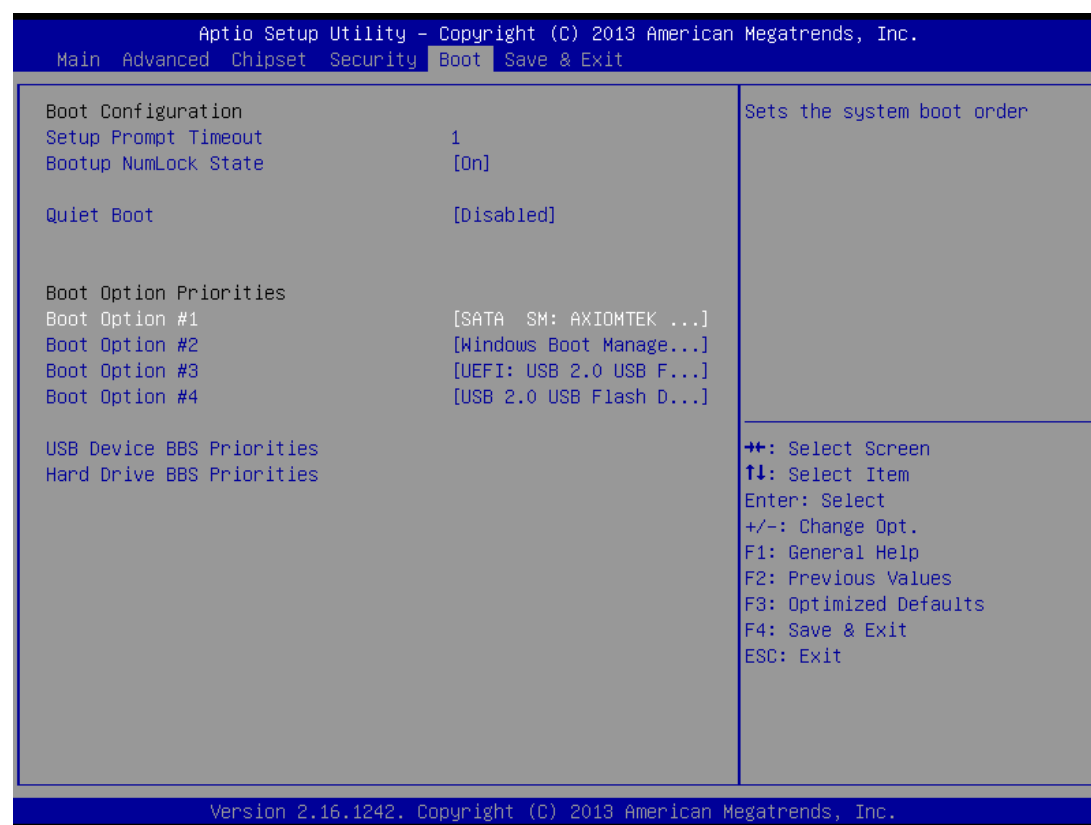 Aptio Setup Utility – Copyright (C) 2013 American Megatrends, Inc.
Main Advanced Chipset Security Boot Save & Exit
Boot Configuration
Setup Prompt Timeout 1
Bootup NumLock State [On]
Quiet Boot [Disabled]
Boot Option Priorities
Boot Option #1 [SATA SM: AXIOMTEK ...]
Boot Option #2 [Windows Boot Manage...]
Boot Option #3 [UEFI: USB 2.0 USB F...]
Boot Option #4 [USB 2.0 USB Flash D...]
USB Device BBS Priorities
Hard Drive BBS Priorities
Sets the system boot order
→←: Select Screen
↑↓: Select Item
Enter: Select
+/-: Change Opt.
F1: General Help
F2: Previous Values
F3: Optimized Defaults
F4: Save & Exit
ESC: Exit
Version 2.16.1242. Copyright (C) 2013 American Megatrends, Inc.